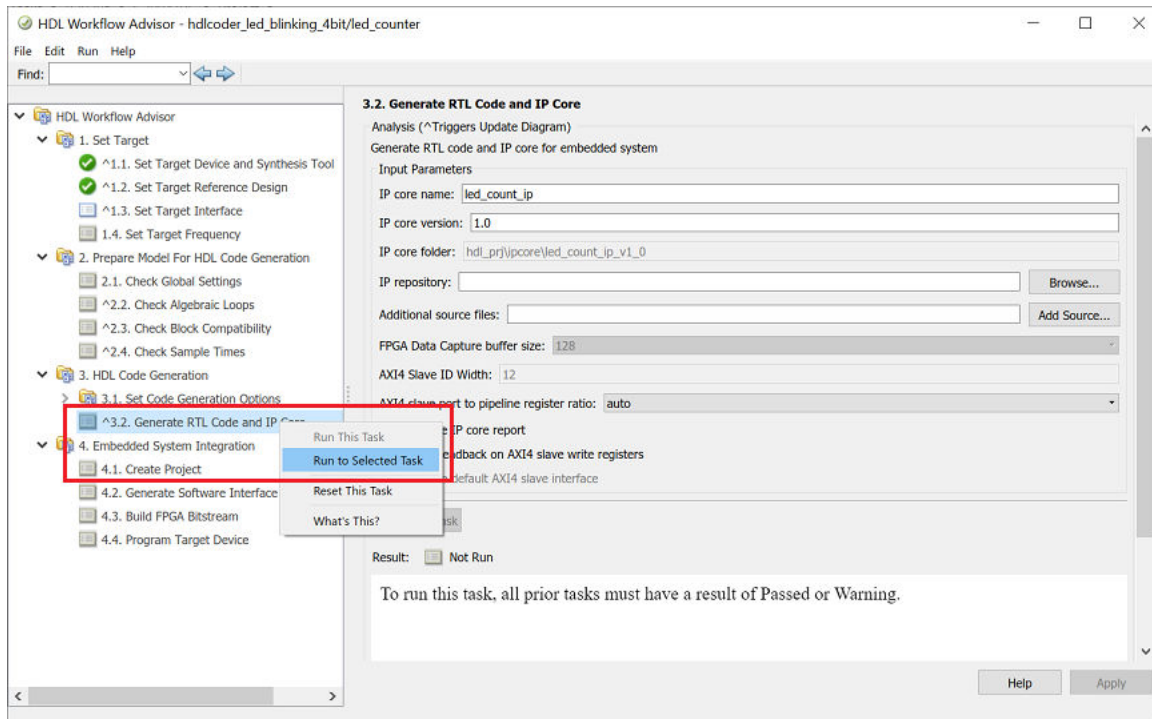 HDL Workflow Advisor - hdlcoder_led_blinking_4bit/led_counter
File Edit Run Help
Find:
HDL Workflow Advisor
1. Set Target
^1.1. Set Target Device and Synthesis Tool
^1.2. Set Target Reference Design
^1.3. Set Target Interface
1.4. Set Target Frequency
2. Prepare Model For HDL Code Generation
2.1. Check Global Settings
^2.2. Check Algebraic Loops
^2.3. Check Block Compatibility
^2.4. Check Sample Times
3. HDL Code Generation
3.1. Set Code Generation Options
^3.2. Generate RTL Code and IP Core
4. Embedded System Integration
4.1. Create Project
4.2. Generate Software Interface
4.3. Build FPGA Bitstream
4.4. Program Target Device
Run This Task
Run to Selected Task
Reset This Task
What's This?
3.2. Generate RTL Code and IP Core
Analysis (^Triggers Update Diagram)
Generate RTL code and IP core for embedded system
Input Parameters
IP core name: led_count_ip
IP core version: 1.0
IP core folder: hdl_prj\ipcore\led_count_ip_v1_0
IP repository: Browse...
Additional source files: Add Source...
FPGA Data Capture buffer size: 128
AXI4 Slave ID Width: 12
AXI4 slave port to pipeline register ratio: auto
IP core report
on AXI4 slave write registers
default AXI4 slave interface
Result: Not Run
To run this task, all prior tasks must have a result of Passed or Warning.
Help Apply